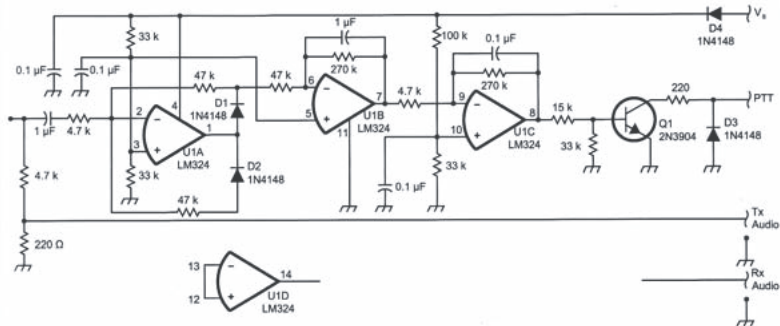 1 µF
V
s
33 k
100 k
0.1 µF
D4
1N4148
0.1 µF
0.1 µF
47 k
47 k
270 k
270 k
D1
1N4148
4
6
7
5
U1B
LM324
11
4.7 k
9
8
10
U1C
LM324
15 k
220
PTT
Q1
2N3904
D3
1N4148
33 k
1 µF
4.7 k
2
1
3
U1A
LM324
D2
1N4148
33 k
4.7 k
47 k
0.1 µF
33 k
220 Ω
Tx
Audio
13
14
12
U1D
LM324
Rx
Audio